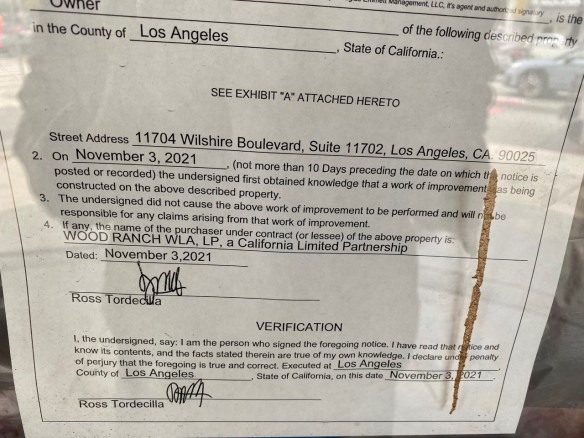 Owner Management, LLC, it's agent and authorized signatory, is the
in the County of Los Angeles of the following described property
, State of California.:
SEE EXHIBIT "A" ATTACHED HERETO
Street Address 11704 Wilshire Boulevard, Suite 11702, Los Angeles, CA. 90025
2. On November 3, 2021, (not more than 10 Days preceding the date on which the notice is
posted or recorded) the undersigned first obtained knowledge that a work of improvement was being
constructed on the above described property.
3. The undersigned did not cause the above work of improvement to be performed and will not be
responsible for any claims arising from that work of improvement.
4. If any, the name of the purchaser under contract (or lessee) of the above property is:
WOOD RANCH WLA, LP, a California Limited Partnership
Dated: November 3,2021
Ross Tordecilla
VERIFICATION
I, the undersigned, say: I am the person who signed the foregoing notice. I have read that notice and
know its contents, and the facts stated therein are true of my own knowledge. I declare under penalty
of perjury that the foregoing is true and correct. Executed at Los Angeles
County of Los Angeles, State of California, on this date November 3, 2021
Ross Tordecilla